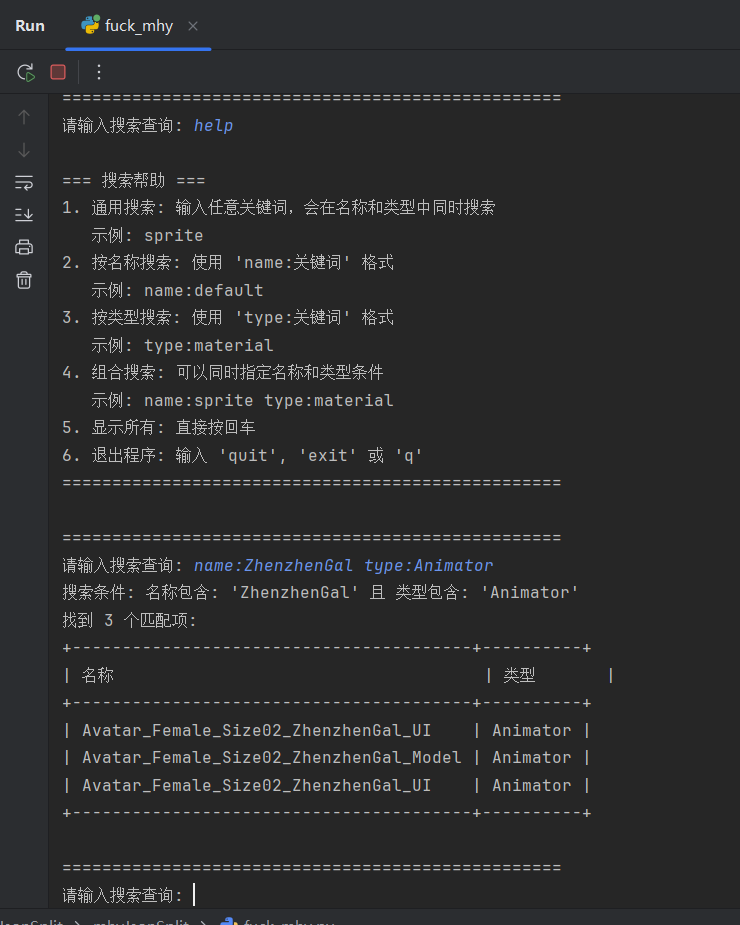 Run
fuck_mhy
==================================================
请输入搜索查询: help
=== 搜索帮助 ===
1. 通用搜索: 输入任意关键词，会在名称和类型中同时搜索
示例: sprite
2. 按名称搜索: 使用 'name:关键词' 格式
示例: name:default
3. 按类型搜索: 使用 'type:关键词' 格式
示例: type:material
4. 组合搜索: 可以同时指定名称和类型条件
示例: name:sprite type:material
5. 显示所有: 直接按回车
6. 退出程序: 输入 'quit', 'exit' 或 'q'
==================================================
==================================================
请输入搜索查询: name:ZhenzhenGal type:Animator
搜索条件: 名称包含: 'ZhenzhenGal' 且 类型包含: 'Animator'
找到 3 个匹配项:
+----------------------------------------+----------+
| 名称 | 类型 |
+----------------------------------------+----------+
| Avatar_Female_Size02_ZhenzhenGal_UI | Animator |
| Avatar_Female_Size02_ZhenzhenGal_Model | Animator |
| Avatar_Female_Size02_ZhenzhenGal_UI | Animator |
+----------------------------------------+----------+
==================================================
请输入搜索查询: